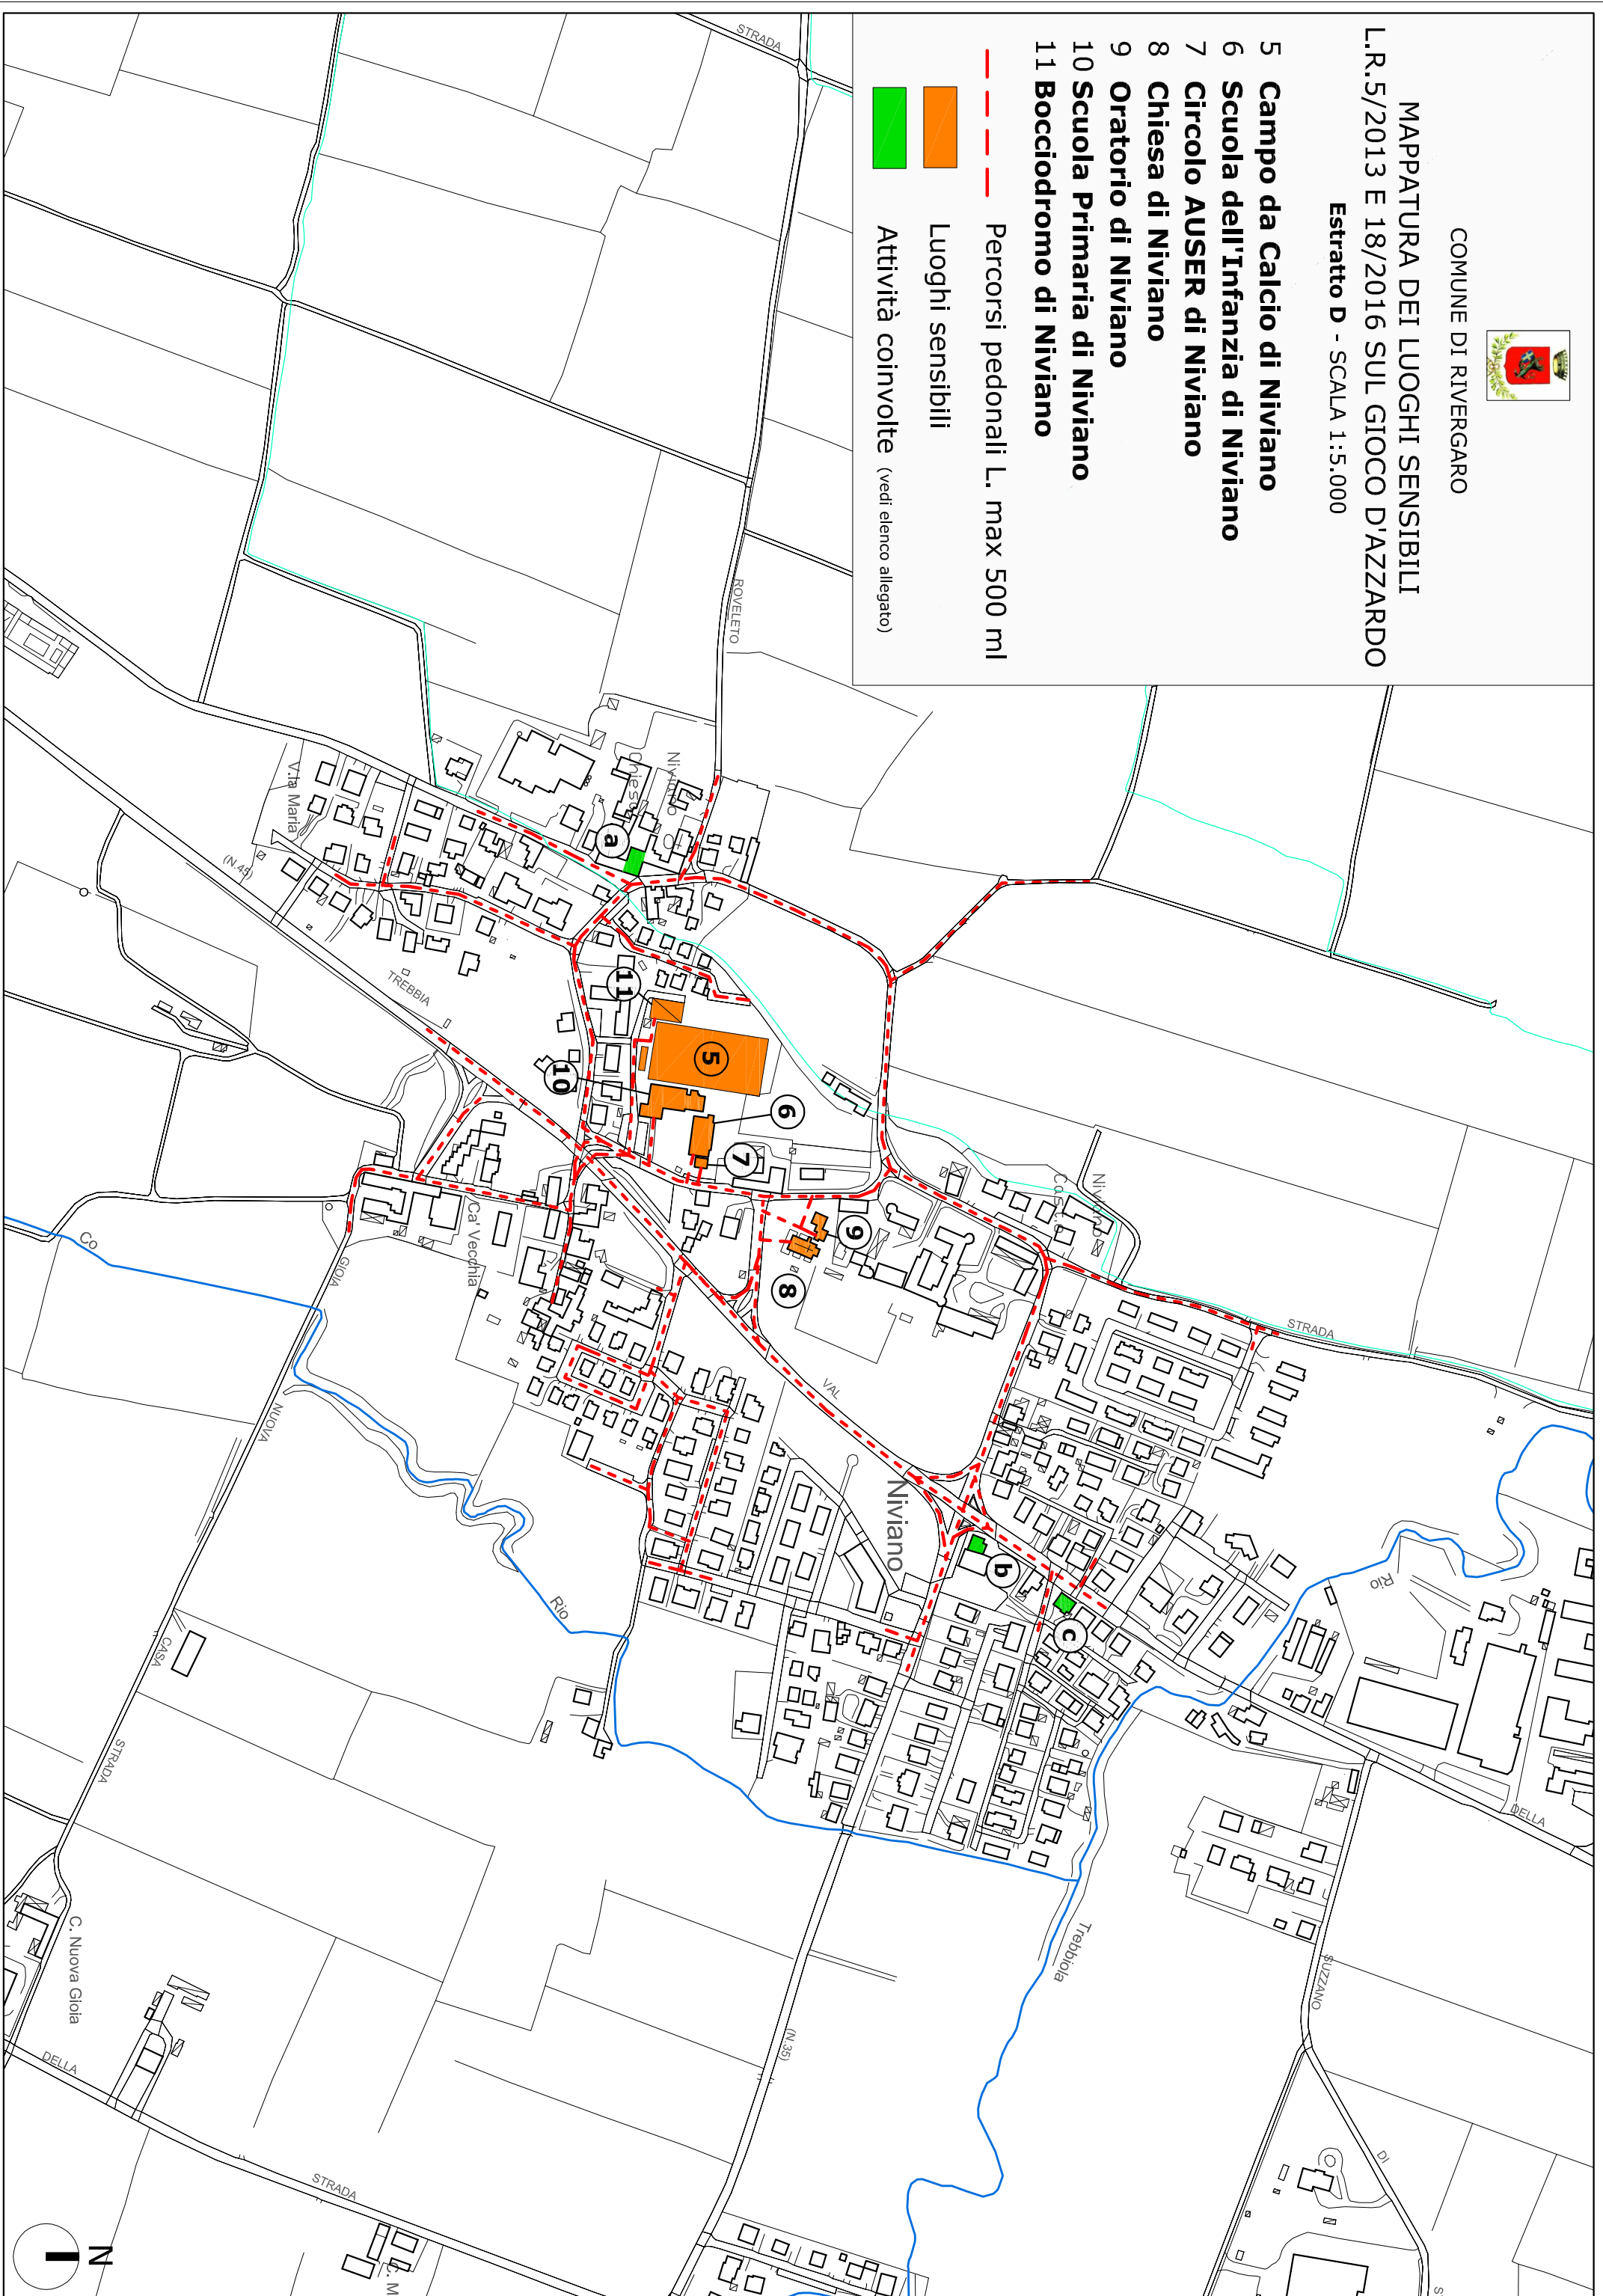 COMUNE DI RIVERGARO
MAPPATURA DEI LUOGHI SENSIBILI
L.R.5/2013 E 18/2016 SUL GIOCO D'AZZARDO
Estratto D - SCALA 1:5.000
5 Campo da Calcio di Niviano
6 Scuola dell'Infanzia di Niviano
7 Circolo AUSER di Niviano
8 Chiesa di Niviano
9 Oratorio di Niviano
10 Scuola Primaria di Niviano
11 Bocciodromo di Niviano
Percorsi pedonali L. max 500 ml
Luoghi sensibili
Attività coinvolte (vedi elenco allegato)
STRADA
ROVELETO
Niviano
Chiesa
V.la Maria
(N.45)
TREBBIA
a
11
5
10
6
7
9
8
Niviano
Cast.o
STRADA
Ca' Vecchia
Co
GIOIA
NUOVA
VAL
Niviano
b
c
Rio
Rio
CASA
STRADA
DELLA
Trebbiola
SUZZANO
C. Nuova Gioia
DELLA
(N.35)
STRADA
DI
S
C. M
N